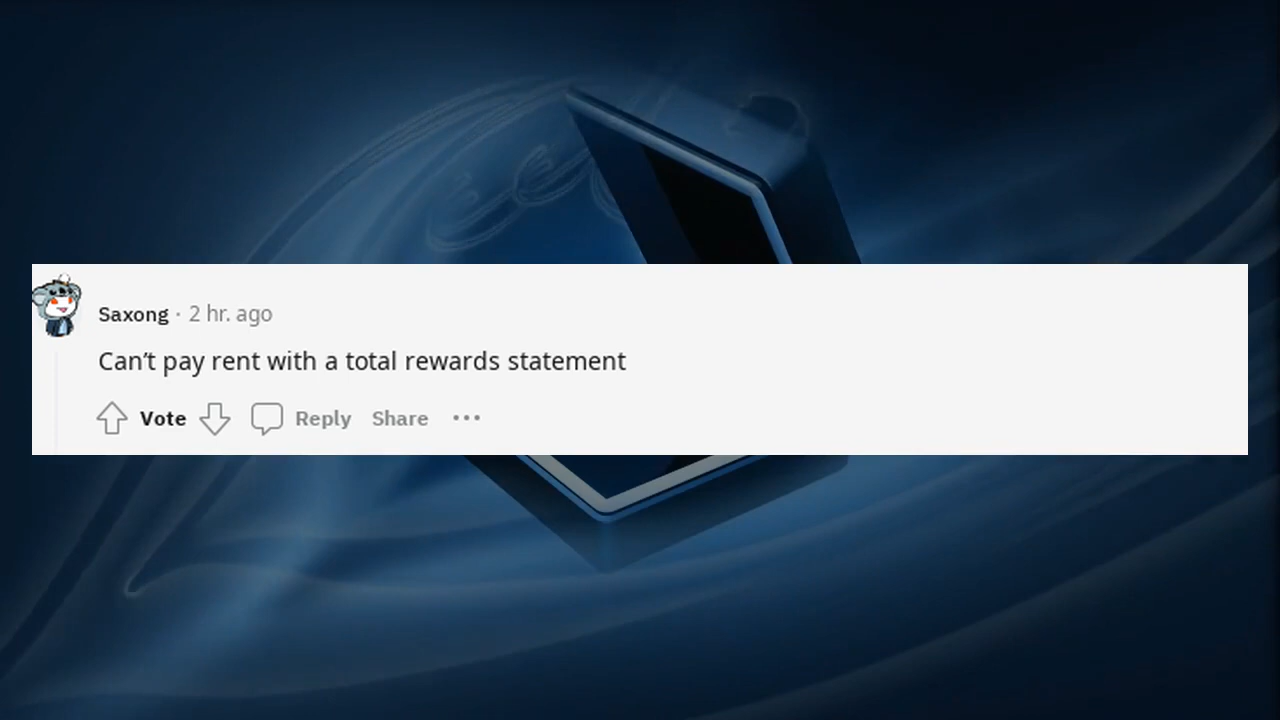 Saxong · 2 hr. ago
Can't pay rent with a total rewards statement
Vote Reply Share ···